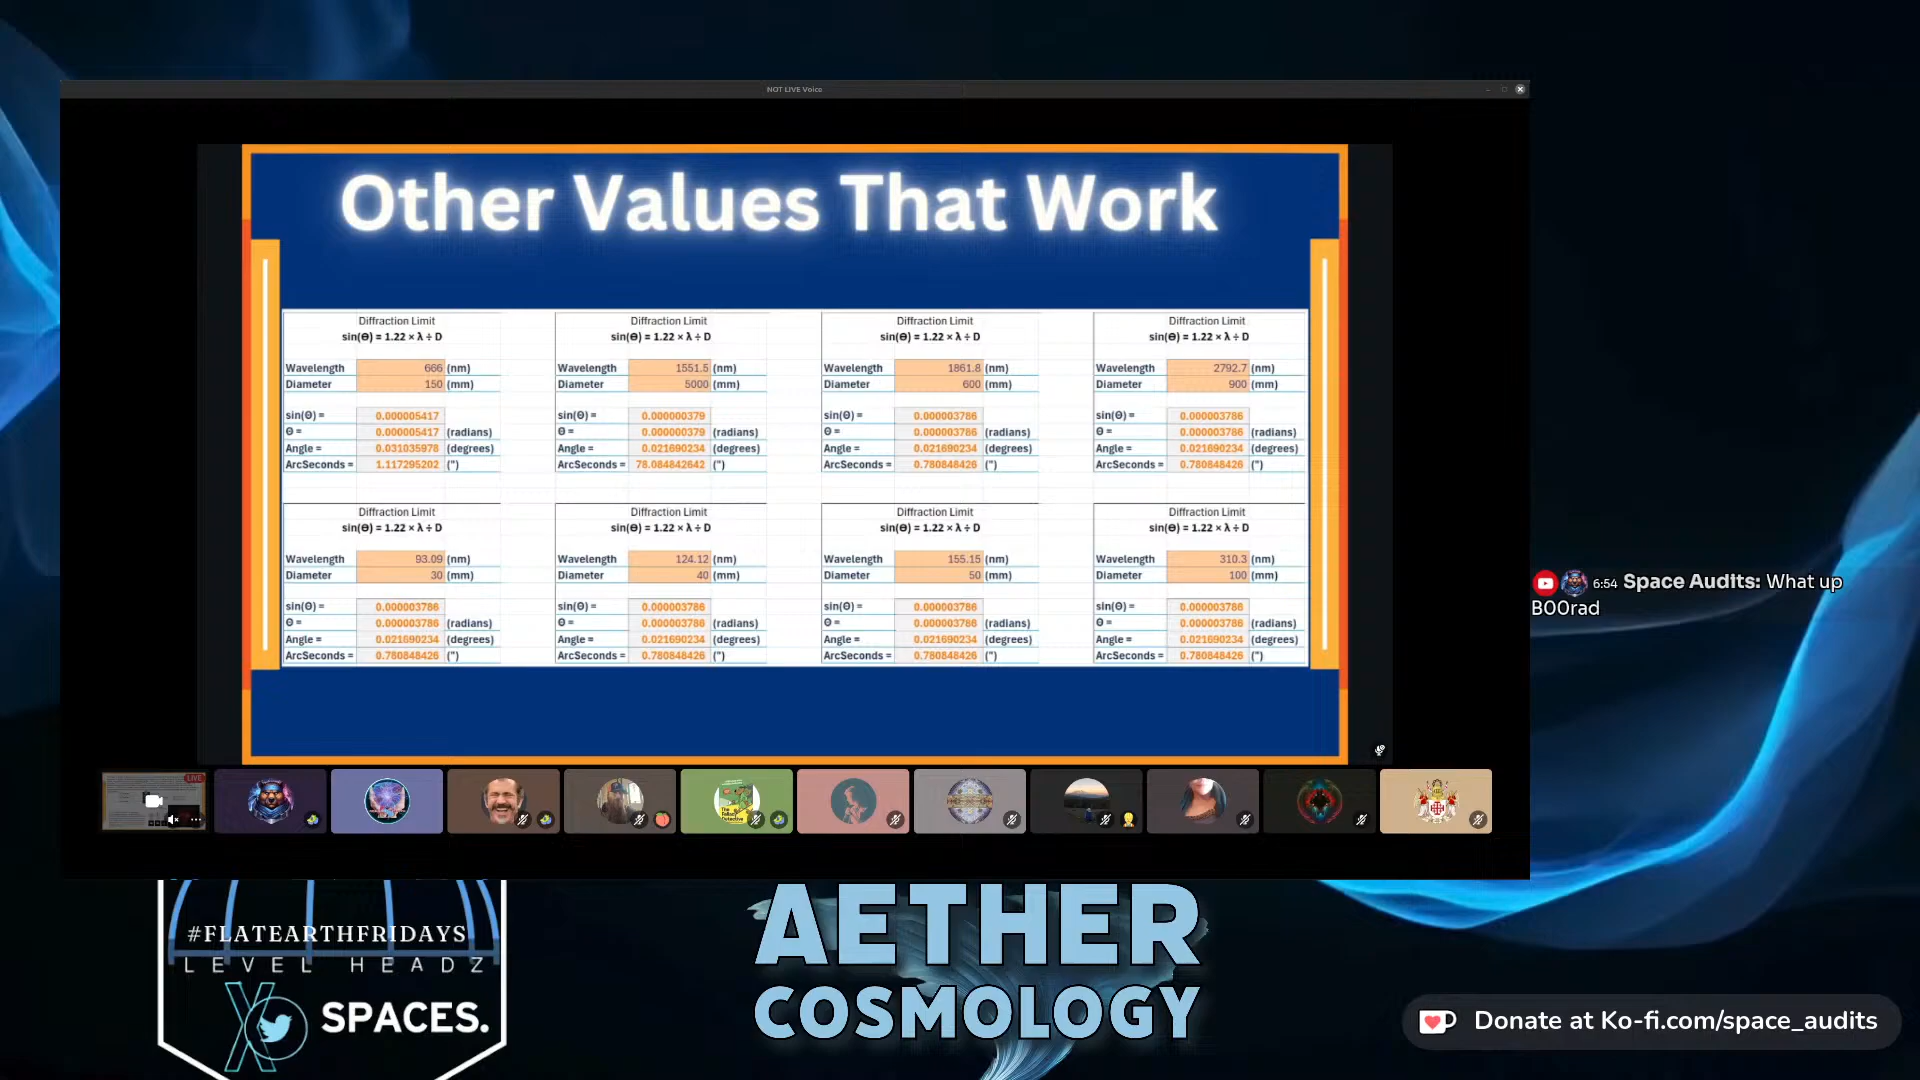 NOT LIVE Voice
Other Values That Work
Diffraction Limit
sin(Θ) = 1.22 × λ ÷ D
Wavelength 666 (nm)
Diameter 150 (mm)
sin(Θ) = 0.000005417
Θ = 0.000005417 (radians)
Angle = 0.031035978 (degrees)
ArcSeconds = 1.117295202 (")
Diffraction Limit
sin(Θ) = 1.22 × λ ÷ D
Wavelength 1551.5 (nm)
Diameter 5000 (mm)
sin(Θ) = 0.000000379
Θ = 0.000000379 (radians)
Angle = 0.021690234 (degrees)
ArcSeconds = 78.084842642 (")
Diffraction Limit
sin(Θ) = 1.22 × λ ÷ D
Wavelength 1861.8 (nm)
Diameter 600 (mm)
sin(Θ) = 0.000003786
Θ = 0.000003786 (radians)
Angle = 0.021690234 (degrees)
ArcSeconds = 0.780848426 (")
Diffraction Limit
sin(Θ) = 1.22 × λ ÷ D
Wavelength 2792.7 (nm)
Diameter 900 (mm)
sin(Θ) = 0.000003786
Θ = 0.000003786 (radians)
Angle = 0.021690234 (degrees)
ArcSeconds = 0.780848426 (")
Diffraction Limit
sin(Θ) = 1.22 × λ ÷ D
Wavelength 93.09 (nm)
Diameter 30 (mm)
sin(Θ) = 0.000003786
Θ = 0.000003786 (radians)
Angle = 0.021690234 (degrees)
ArcSeconds = 0.780848426 (")
Diffraction Limit
sin(Θ) = 1.22 × λ ÷ D
Wavelength 124.12 (nm)
Diameter 40 (mm)
sin(Θ) = 0.000003786
Θ = 0.000003786 (radians)
Angle = 0.021690234 (degrees)
ArcSeconds = 0.780848426 (")
Diffraction Limit
sin(Θ) = 1.22 × λ ÷ D
Wavelength 155.15 (nm)
Diameter 50 (mm)
sin(Θ) = 0.000003786
Θ = 0.000003786 (radians)
Angle = 0.021690234 (degrees)
ArcSeconds = 0.780848426 (")
Diffraction Limit
sin(Θ) = 1.22 × λ ÷ D
Wavelength 310.3 (nm)
Diameter 100 (mm)
sin(Θ) = 0.000003786
Θ = 0.000003786 (radians)
Angle = 0.021690234 (degrees)
ArcSeconds = 0.780848426 (")
6:54 Space Audits: What up
B00rad
LIVE
#FLATEARTHFRIDAYS
LEVEL HEADZ
X SPACES.
AETHER
COSMOLOGY
Donate at Ko-fi.com/space_audits